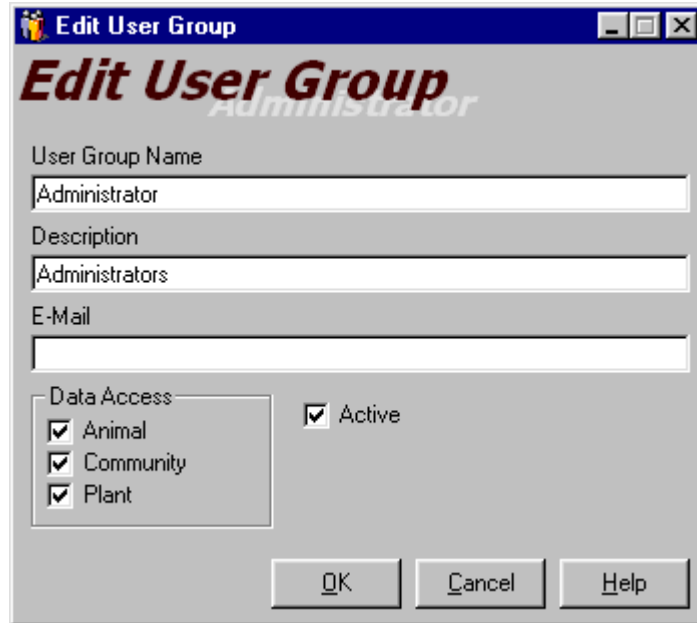 Edit User Group
Edit User Group
Administrator
User Group Name
Administrator
Description
Administrators
E-Mail
Data Access
Animal
Community
Plant
Active
OK
Cancel
Help